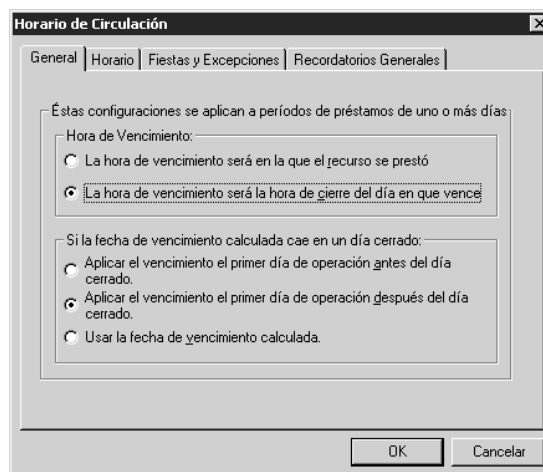 Horario de Circulación
General
Horario
Fiestas y Excepciones
Recordatorios Generales
Éstas configuraciones se aplican a períodos de préstamos de uno o más días
Hora de Vencimiento:
La hora de vencimiento será en la que el recurso se prestó
La hora de vencimiento será la hora de cierre del día en que vence
Si la fecha de vencimiento calculada cae en un día cerrado:
Aplicar el vencimiento el primer día de operación antes del día
cerrado.
Aplicar el vencimiento el primer día de operación después del día
cerrado.
Usar la fecha de vencimiento calculada.
OK
Cancelar